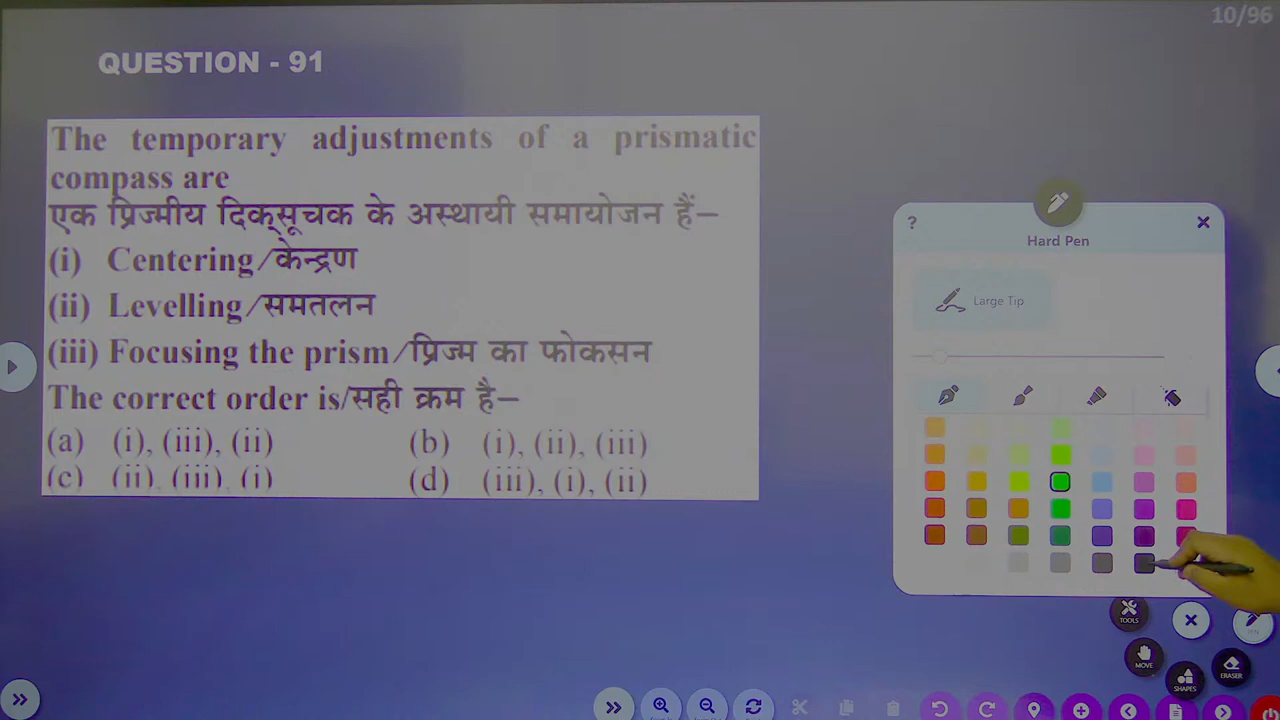 10/96
QUESTION - 91
The temporary adjustments of a prismatic
compass are
एक प्रिज्मीय दिक्सूचक के अस्थायी समायोजन हैं–
(i) Centering/केन्द्रण
(ii) Levelling/समतलन
(iii) Focusing the prism/प्रिज्म का फोकसन
The correct order is/सही क्रम है–
(a) (i), (iii), (ii) (b) (i), (ii), (iii)
(c) (ii), (iii), (i) (d) (iii), (i), (ii)
?
Hard Pen
Large Tip
TOOLS
MOVE
SHAPES
ERASER